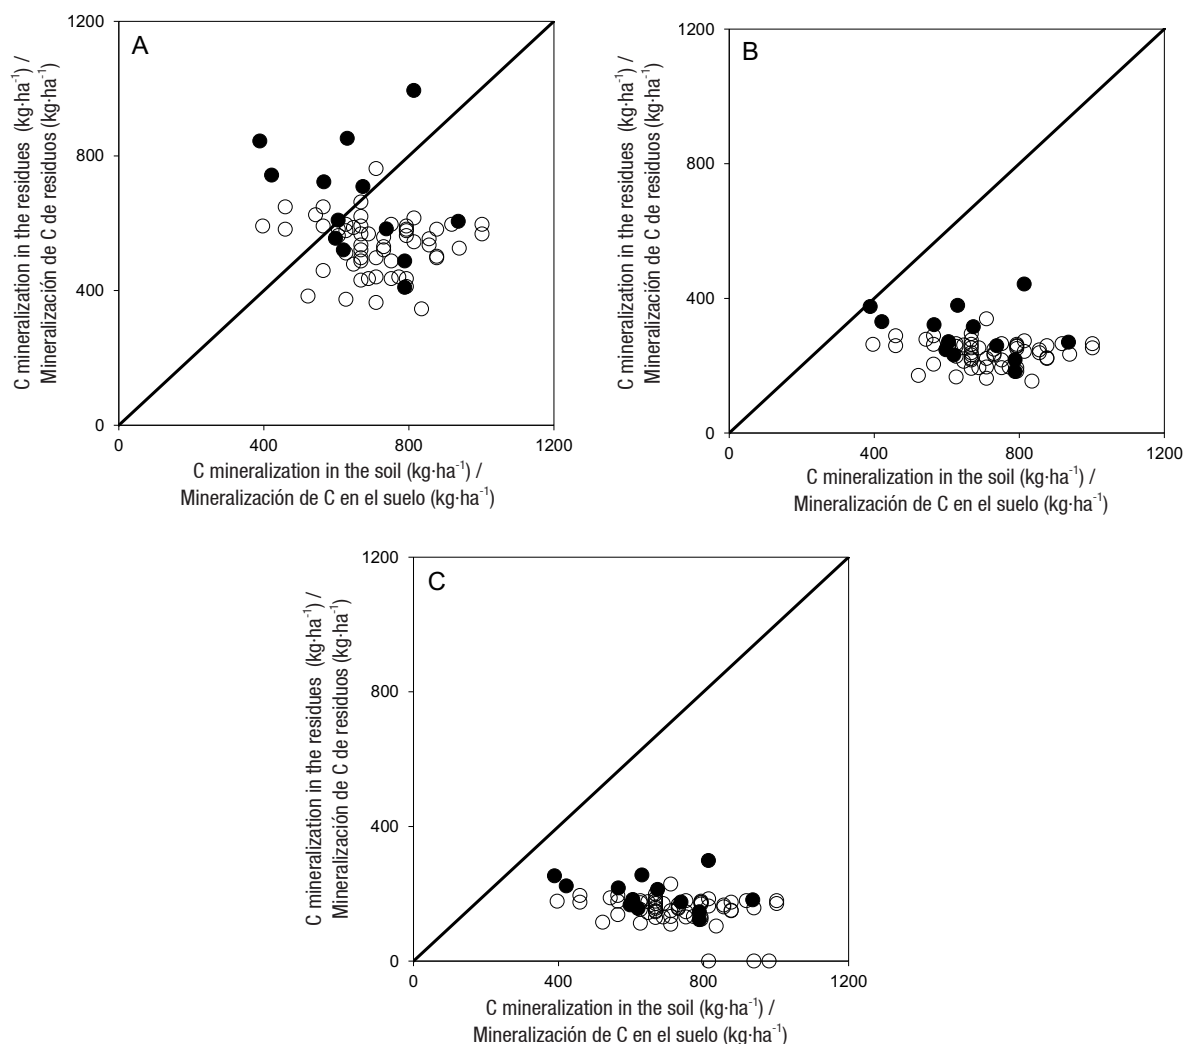 A
1200
800
400
0
0
400
800
1200
C mineralization in the residues (kg·ha⁻¹) /
Mineralización de C de residuos (kg·ha⁻¹)
C mineralization in the soil (kg·ha⁻¹) /
Mineralización de C en el suelo (kg·ha⁻¹)
B
1200
800
400
0
0
400
800
1200
C mineralization in the residues (kg·ha⁻¹) /
Mineralización de C de residuos (kg·ha⁻¹)
C mineralization in the soil (kg·ha⁻¹) /
Mineralización de C en el suelo (kg·ha⁻¹)
C
1200
800
400
0
0
400
800
1200
C mineralization in the residues (kg·ha⁻¹) /
Mineralización de C de residuos (kg·ha⁻¹)
C mineralization in the soil (kg·ha⁻¹) /
Mineralización de C en el suelo (kg·ha⁻¹)